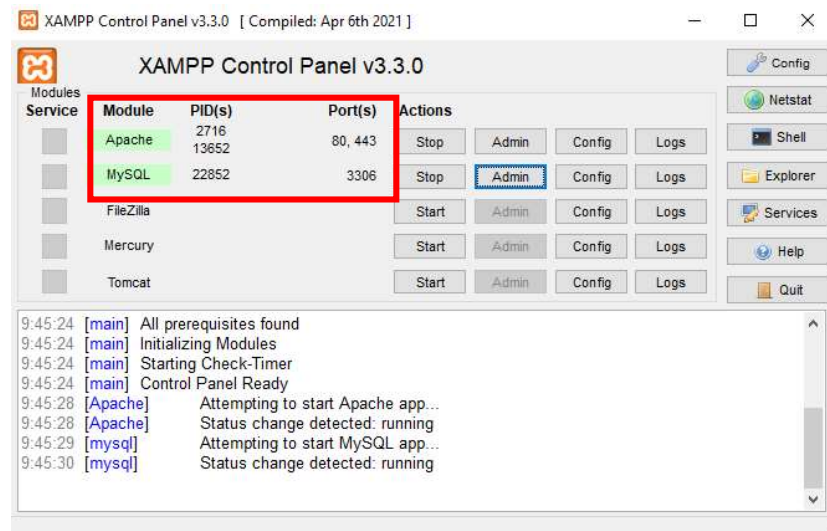 XAMPP Control Panel v3.3.0 [ Compiled: Apr 6th 2021 ]
XAMPP Control Panel v3.3.0
Config
Modules
Service Module PID(s) Port(s) Actions
Netstat
Apache 2716 13652 80, 443 Stop Admin Config Logs
Shell
MySQL 22852 3306 Stop Admin Config Logs
Explorer
FileZilla Start Admin Config Logs
Services
Mercury Start Admin Config Logs
Help
Tomcat Start Admin Config Logs
Quit
9:45:24 [main] All prerequisites found
9:45:24 [main] Initializing Modules
9:45:24 [main] Starting Check-Timer
9:45:24 [main] Control Panel Ready
9:45:28 [Apache] Attempting to start Apache app...
9:45:28 [Apache] Status change detected: running
9:45:29 [mysql] Attempting to start MySQL app...
9:45:30 [mysql] Status change detected: running